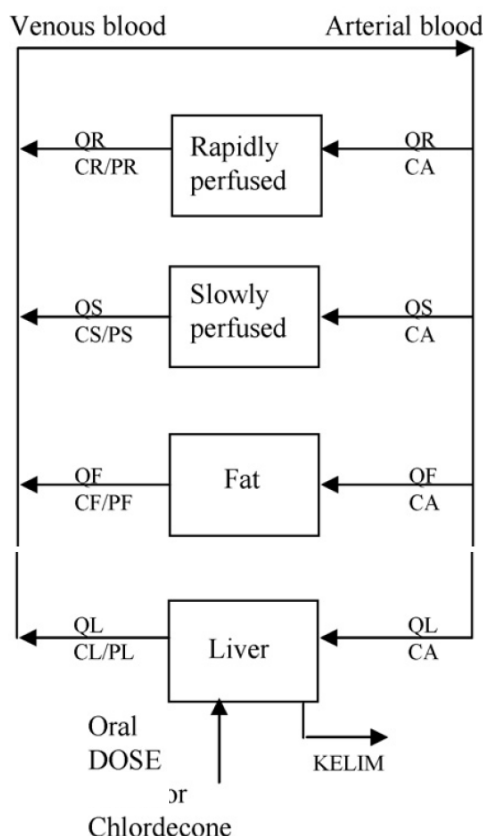 Venous blood
Arterial blood
QR
CR/PR
Rapidly
perfused
QR
CA
QS
CS/PS
Slowly
perfused
QS
CA
QF
CF/PF
Fat
QF
CA
QL
CL/PL
Liver
QL
CA
Oral
DOSE
KELIM
or
Chlordecone